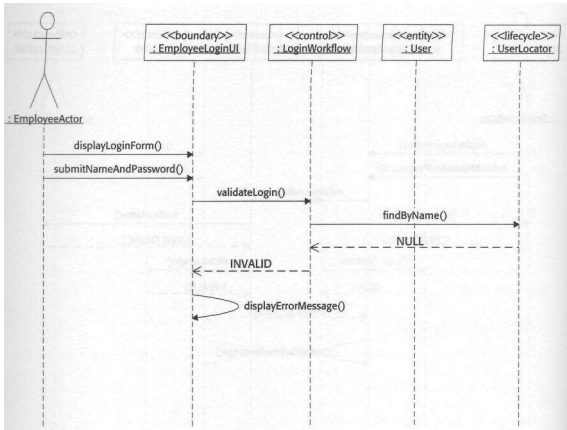 <<boundary>>
: EmployeeLoginUI
<<control>>
: LoginWorkflow
<<entity>>
: User
<<lifecycle>>
: UserLocator
: EmployeeActor
displayLoginForm()
submitNameAndPassword()
validateLogin()
findByName()
NULL
INVALID
displayErrorMessage()